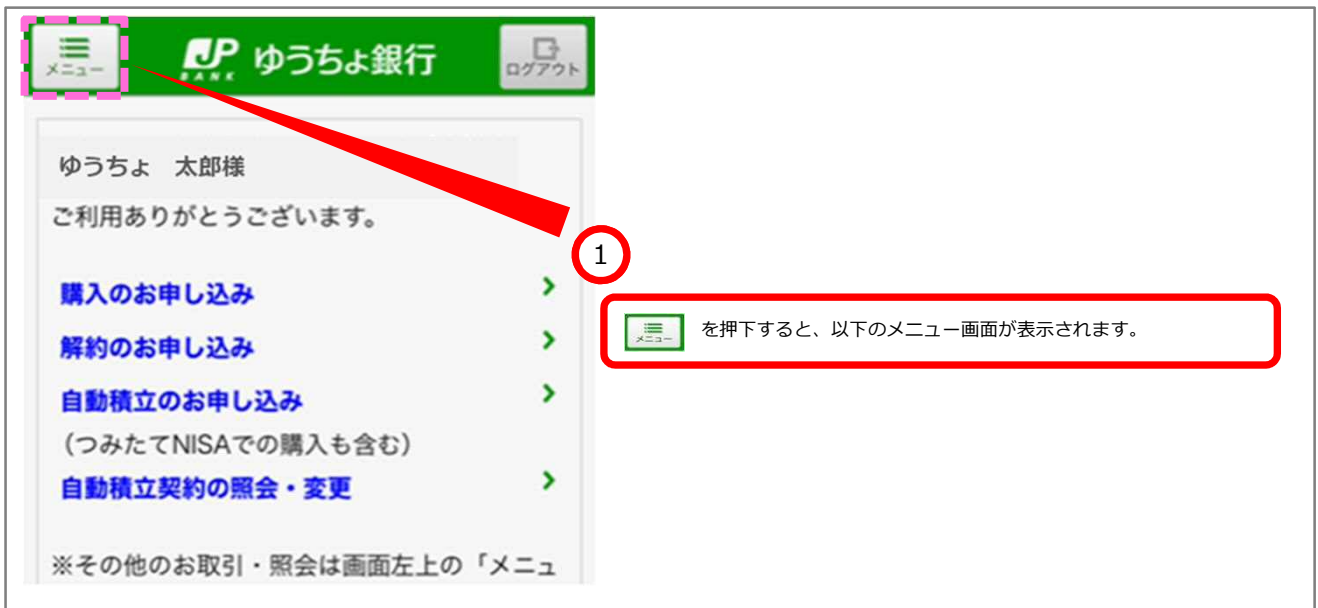 メニュー
JP
BANK
ゆうちょ銀行
ログアウト
ゆうちょ　太郎様
ご利用ありがとうございます。
購入のお申し込み
解約のお申し込み
自動積立のお申し込み
(つみたてNISAでの購入も含む)
自動積立契約の照会・変更
※その他のお取引・照会は画面左上の「メニュ
1
メニュー を押下すると、以下のメニュー画面が表示されます。